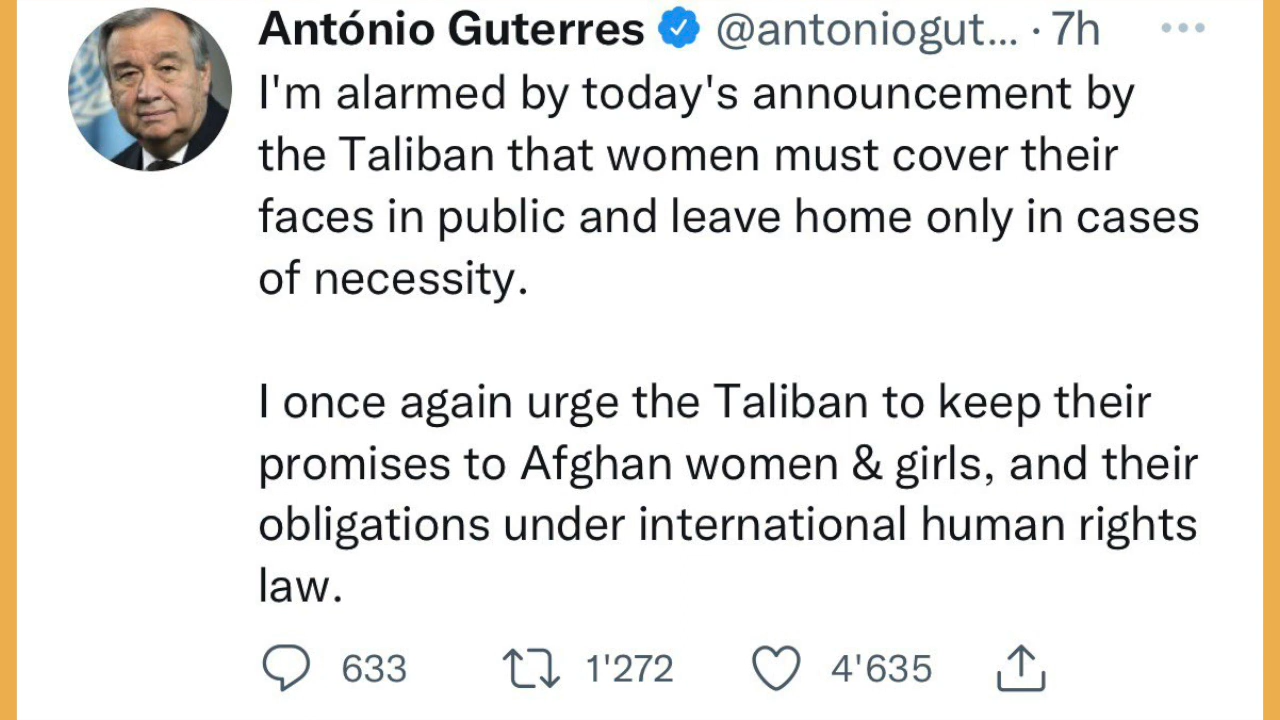 António Guterres @antoniogut... · 7h
I'm alarmed by today's announcement by
the Taliban that women must cover their
faces in public and leave home only in cases
of necessity.
I once again urge the Taliban to keep their
promises to Afghan women & girls, and their
obligations under international human rights
law.
633 1'272 4'635